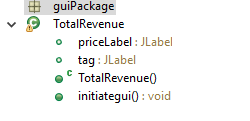 guiPackage
TotalRevenue
priceLabel : JLabel
tag : JLabel
C TotalRevenue()
initiategui() : void